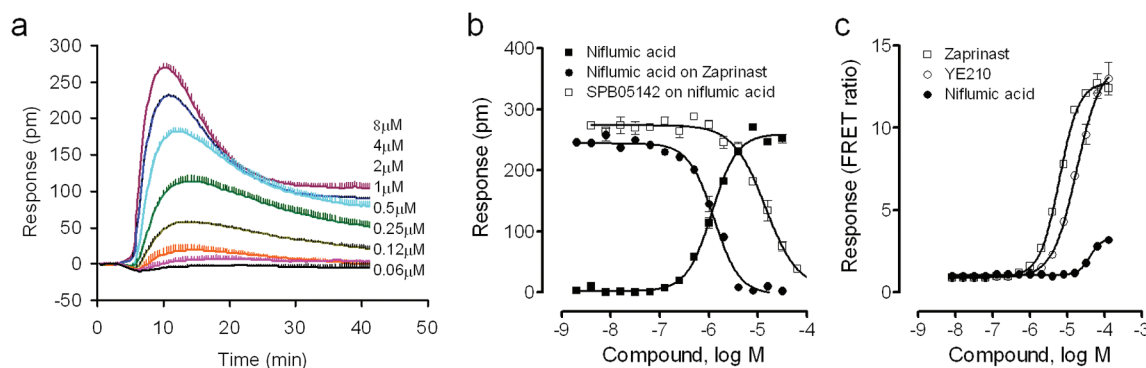 a
Response (pm)
300
250
200
150
100
50
0
-50
0
10
20
30
40
50
Time (min)
8μM
4μM
2μM
1μM
0.5μM
0.25μM
0.12μM
0.06μM
b
Response (pm)
400
300
200
100
0
Niflumic acid
Niflumic acid on Zaprinast
SPB05142 on niflumic acid
-9
-8
-7
-6
-5
-4
Compound, log M
c
Response (FRET ratio)
15
10
5
0
Zaprinast
YE210
Niflumic acid
-9
-8
-7
-6
-5
-4
-3
Compound, log M